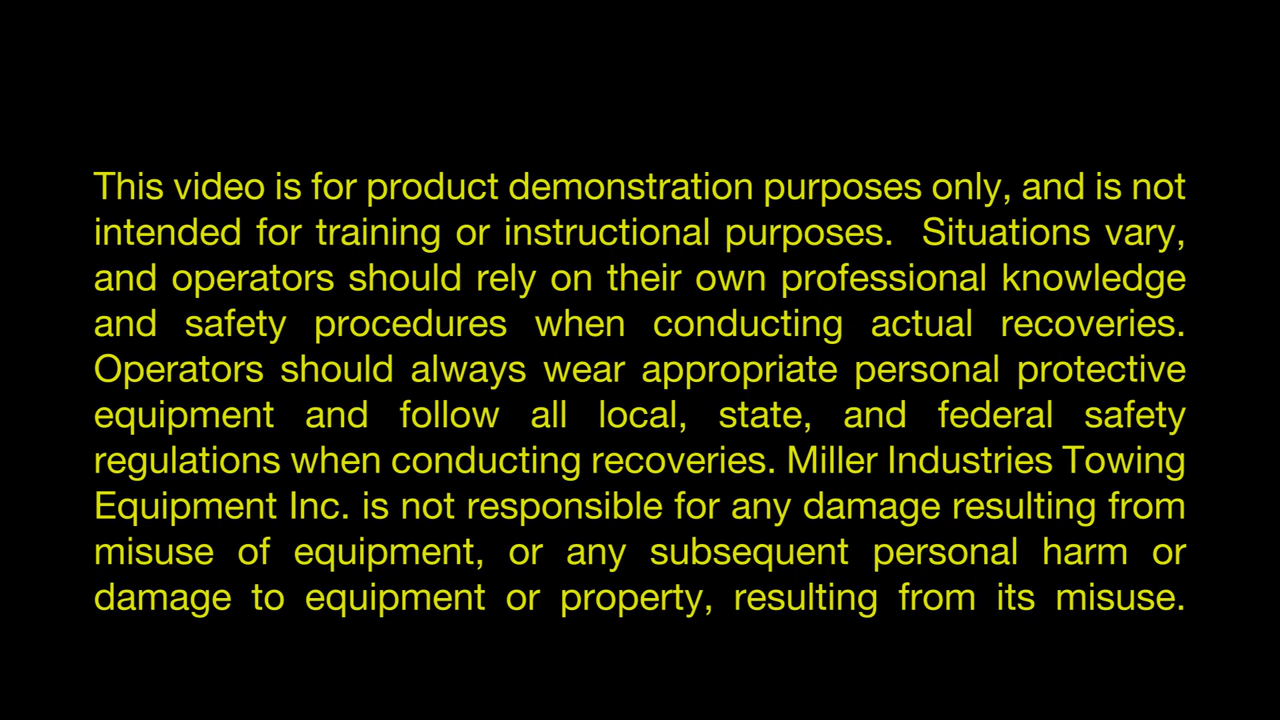 This video is for product demonstration purposes only, and is not
intended for training or instructional purposes.  Situations vary,
and operators should rely on their own professional knowledge
and safety procedures when conducting actual recoveries.
Operators should always wear appropriate personal protective
equipment and follow all local, state, and federal safety
regulations when conducting recoveries. Miller Industries Towing
Equipment Inc. is not responsible for any damage resulting from
misuse of equipment, or any subsequent personal harm or
damage to equipment or property, resulting from its misuse.